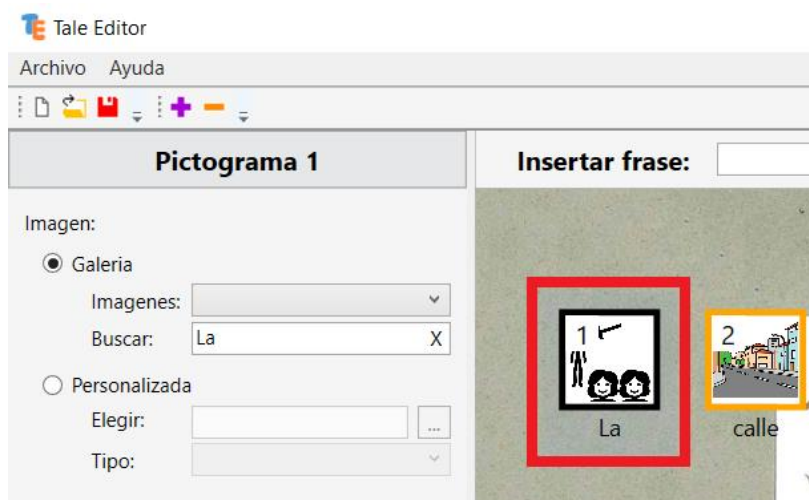 TE Tale Editor
Archivo Ayuda
Pictograma 1
Insertar frase:
Imagen:
Galeria
Imagenes:
Buscar: La X
Personalizada
Elegir: ...
Tipo:
1
2
La
calle